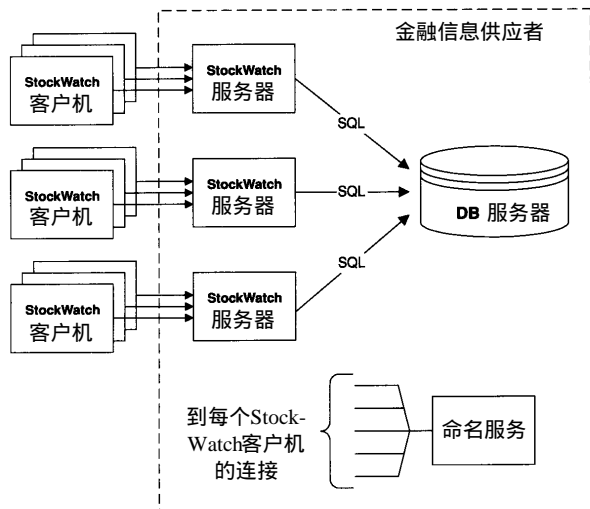 金融信息供应者
StockWatch
客户机
StockWatch
服务器
SQL
StockWatch
客户机
StockWatch
服务器
SQL
DB 服务器
StockWatch
客户机
StockWatch
服务器
SQL
到每个Stock-
Watch客户机
的连接
命名服务